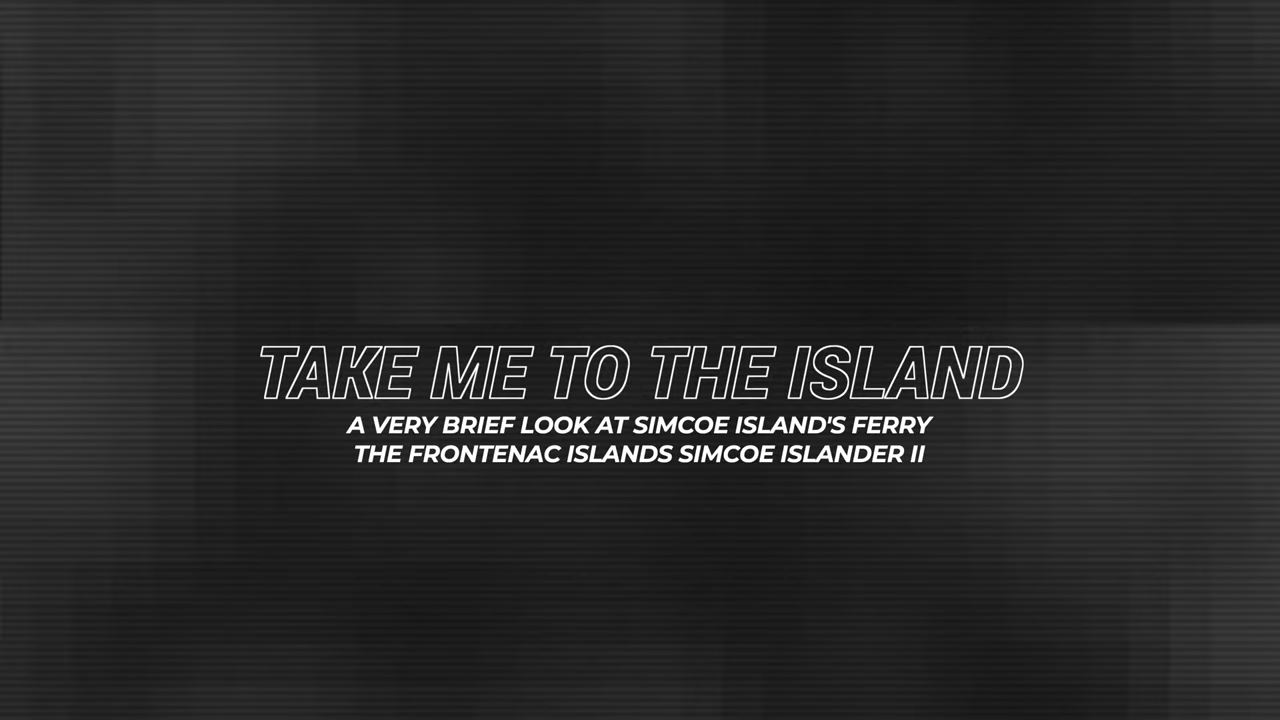 TAKE ME TO THE ISLAND
A VERY BRIEF LOOK AT SIMCOE ISLAND'S FERRY
THE FRONTENAC ISLANDS SIMCOE ISLANDER II